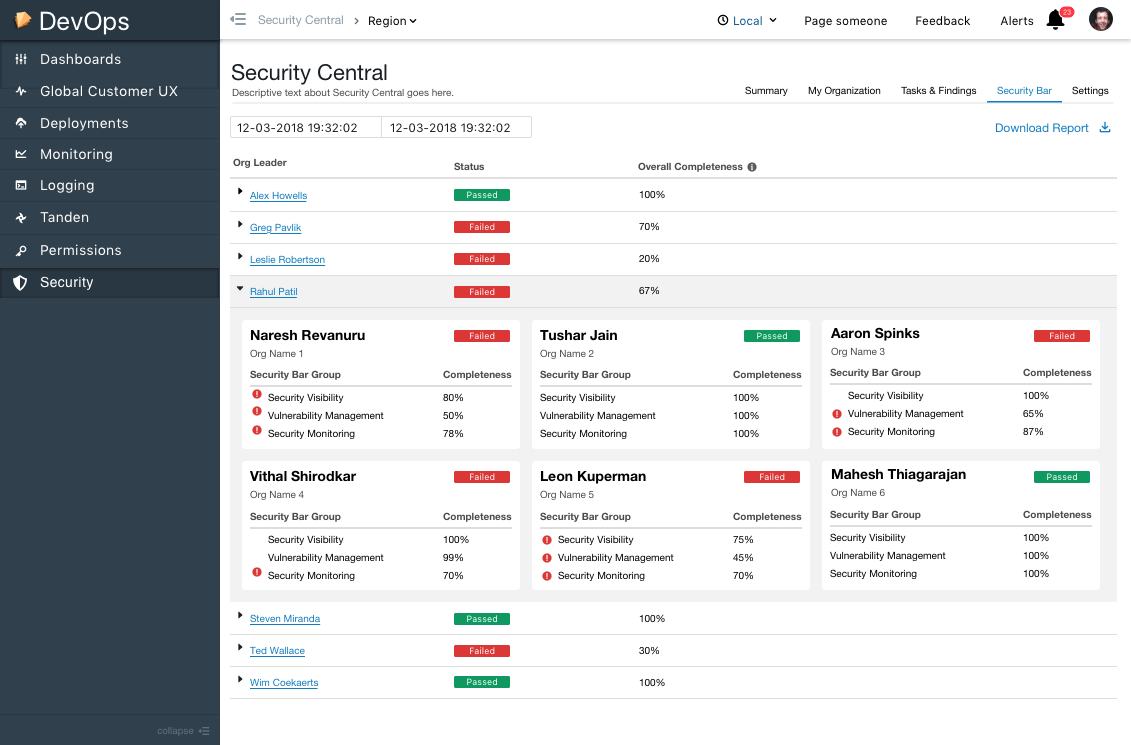 DevOps
Dashboards
Global Customer UX
Deployments
Monitoring
Logging
Tanden
Permissions
Security
collapse
Security Central > Region
Local
Page someone
Feedback
Alerts
23
Security Central
Descriptive text about Security Central goes here.
Summary My Organization Tasks & Findings Security Bar Settings
12-03-2018 19:32:02 12-03-2018 19:32:02
Download Report
Org Leader Status Overall Completeness
Alex Howells Passed 100%
Greg Pavlik Failed 70%
Leslie Robertson Failed 20%
Rahul Patil Failed 67%
Naresh Revanuru Failed
Org Name 1
Security Bar Group Completeness
Security Visibility 80%
Vulnerability Management 50%
Security Monitoring 78%
Tushar Jain Passed
Org Name 2
Security Bar Group Completeness
Security Visibility 100%
Vulnerability Management 100%
Security Monitoring 100%
Aaron Spinks Failed
Org Name 3
Security Bar Group Completeness
Security Visibility 100%
Vulnerability Management 65%
Security Monitoring 87%
Vithal Shirodkar Failed
Org Name 4
Security Bar Group Completeness
Security Visibility 100%
Vulnerability Management 99%
Security Monitoring 70%
Leon Kuperman Failed
Org Name 5
Security Bar Group Completeness
Security Visibility 75%
Vulnerability Management 45%
Security Monitoring 70%
Mahesh Thiagarajan Passed
Org Name 6
Security Bar Group Completeness
Security Visibility 100%
Vulnerability Management 100%
Security Monitoring 100%
Steven Miranda Passed 100%
Ted Wallace Failed 30%
Wim Coekaerts Passed 100%